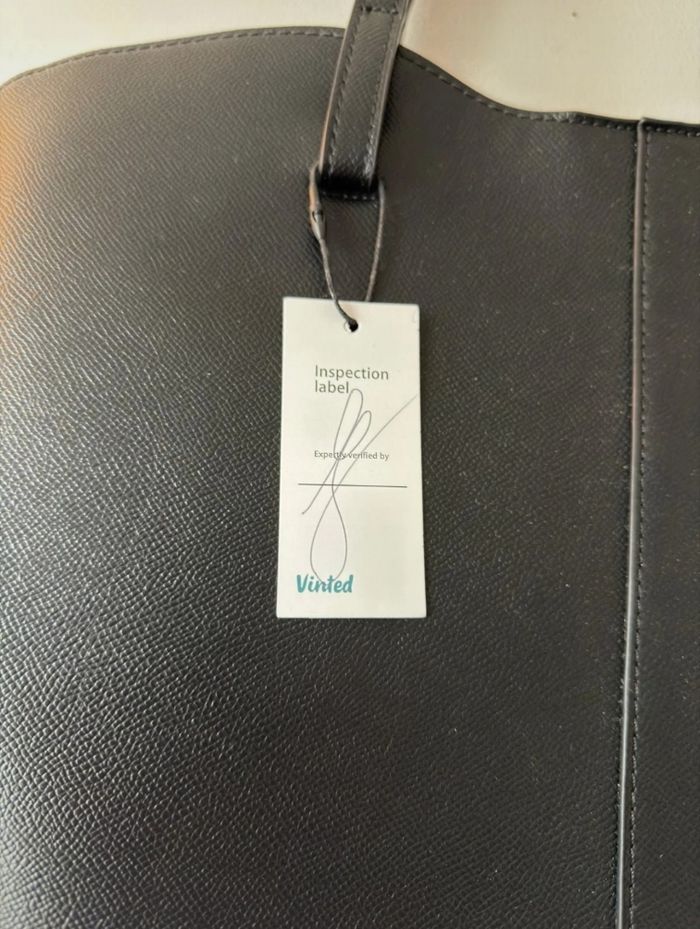 Inspection
label
Expertly verified by
Vinted